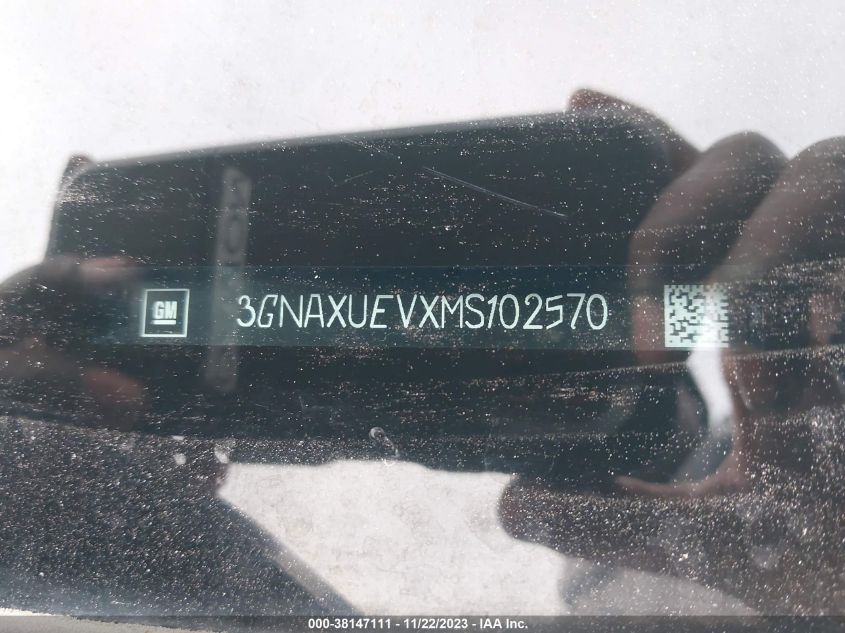 GM 3GNAXUEVXMS102570
000-38147111 - 11/22/2023 - IAA Inc.